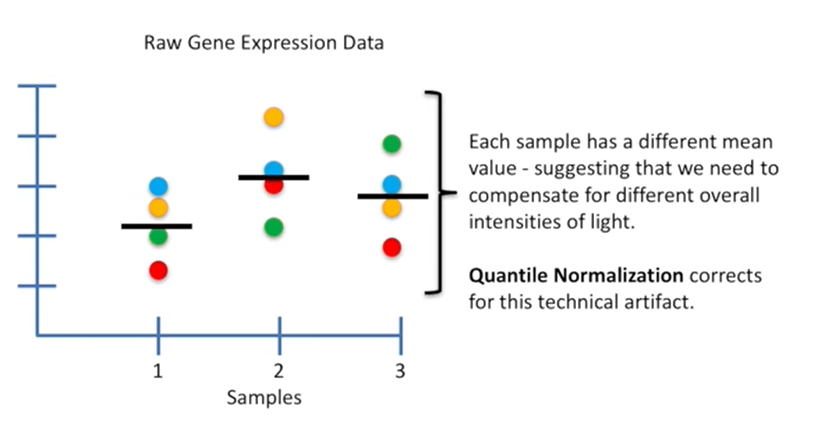 Raw Gene Expression Data
Each sample has a different mean
value - suggesting that we need to
compensate for different overall
intensities of light.
Quantile Normalization corrects
for this technical artifact.
1 2 3
Samples